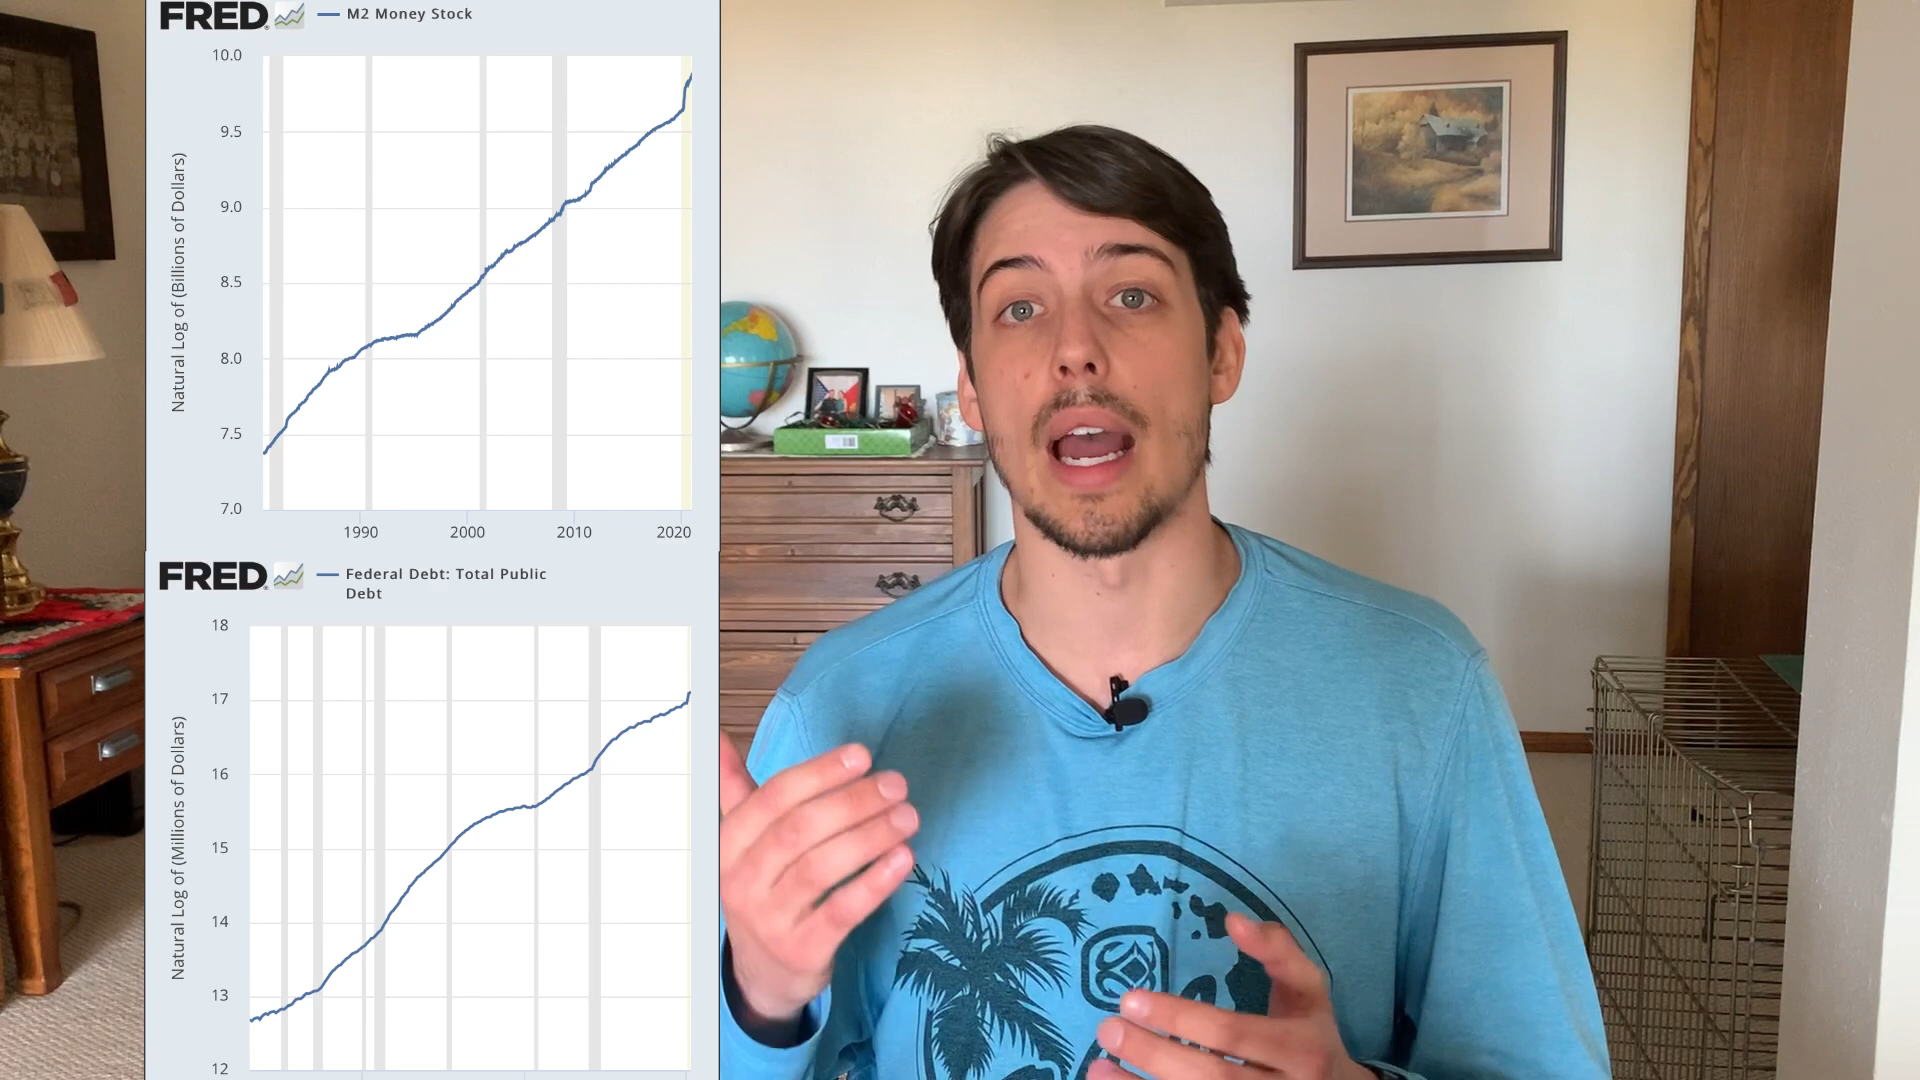 FRED
M2 Money Stock
10.0
9.5
9.0
8.5
8.0
7.5
7.0
Natural Log of (Billions of Dollars)
1990
2000
2010
2020
FRED
Federal Debt: Total Public
Debt
18
17
16
15
14
13
12
Natural Log of (Millions of Dollars)